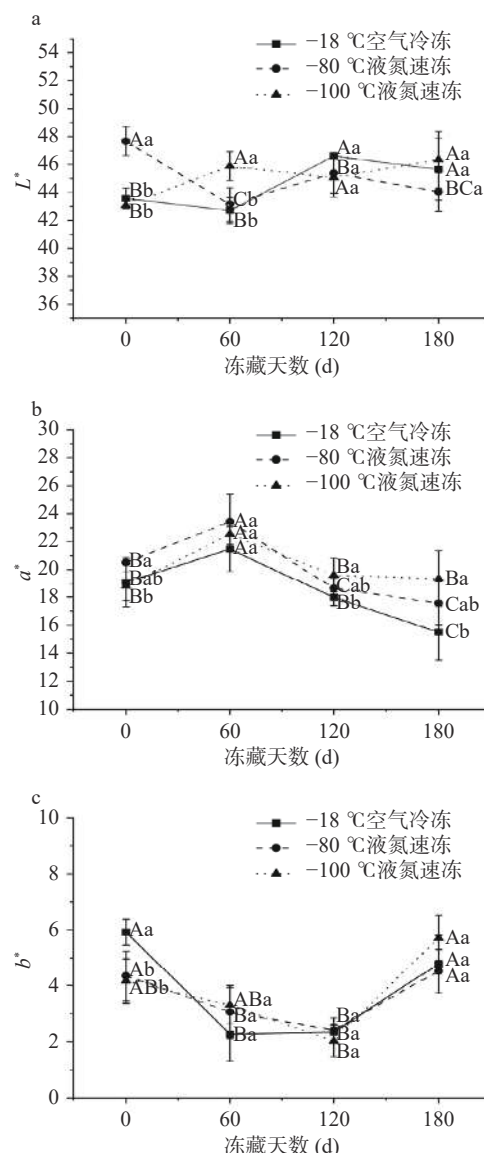 a
−18 ℃空气冷冻
−80 ℃液氮速冻
−100 ℃液氮速冻
56
54
52
50
48
46
44
42
40
38
36
L*
Aa
Bb
Bb
Aa
Cb
Bb
Aa
Ba
Aa
Aa
Aa
BCa
0
60
120
180
冻藏天数 (d)
b
−18 ℃空气冷冻
−80 ℃液氮速冻
−100 ℃液氮速冻
30
28
26
24
22
20
18
16
14
12
10
a*
Ba
Bab
Bb
Aa
Aa
Aa
Ba
Cab
Bb
Ba
Cab
Cb
0
60
120
180
冻藏天数 (d)
c
−18 ℃空气冷冻
−80 ℃液氮速冻
−100 ℃液氮速冻
10
8
6
4
2
0
b*
Aa
Ab
ABb
ABa
Ba
Ba
Ba
Ba
Ba
Aa
Aa
Aa
0
60
120
180
冻藏天数 (d)